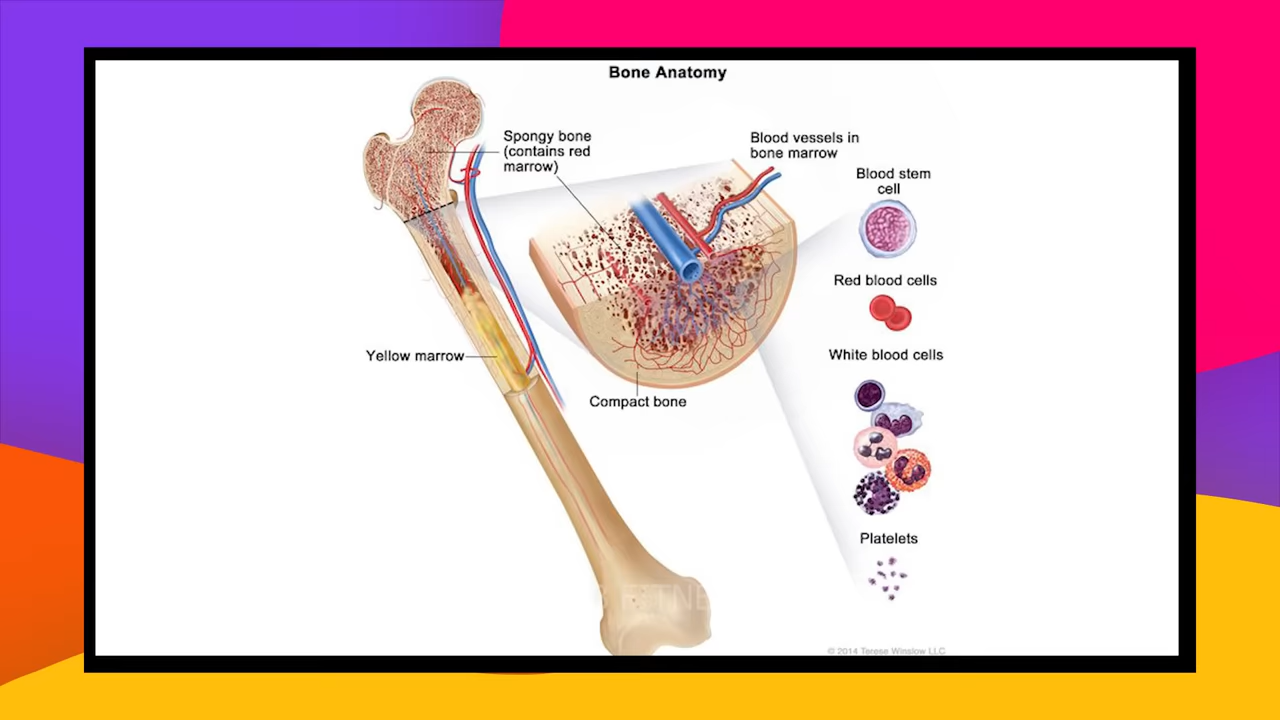 Bone Anatomy
Spongy bone
(contains red
marrow)
Blood vessels in
bone marrow
Blood stem
cell
Red blood cells
Yellow marrow
White blood cells
Compact bone
Platelets
© 2014 Terese Winslow LLC